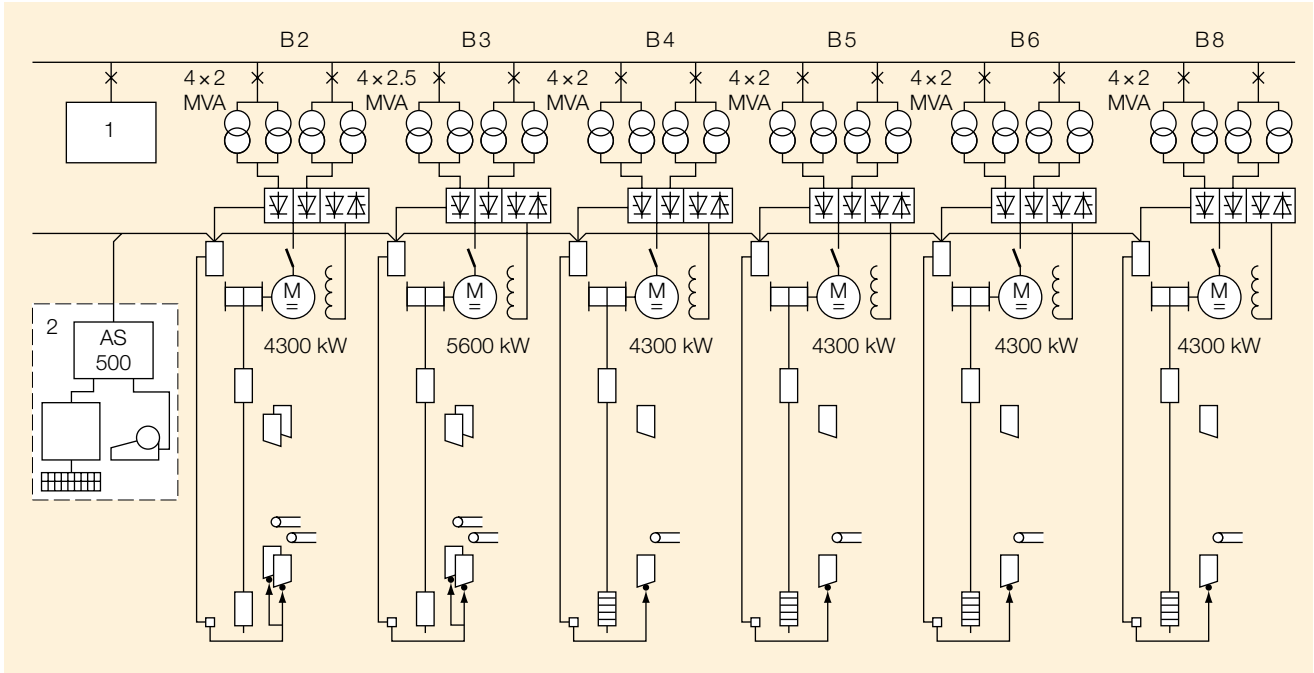 B2
B3
B4
B5
B6
B8
4×2
MVA
4×2.5
MVA
4×2
MVA
4×2
MVA
4×2
MVA
4×2
MVA
1
M
=
M
=
M
=
M
=
M
=
M
=
4300 kW
5600 kW
4300 kW
4300 kW
4300 kW
4300 kW
2
AS
500